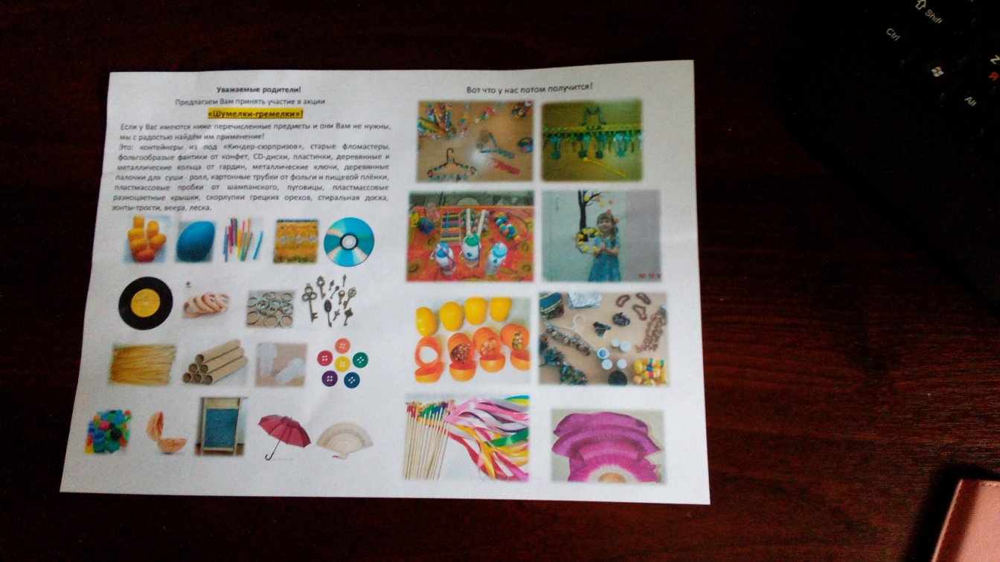 Уважаемые родители!
Предлагаем Вам принять участие в акции
«Шумелки-гремелки»!
Если у Вас имеются ниже перечисленные предметы и они Вам не нужны,
мы с радостью найдём им применение!
Это: контейнеры из под «Киндер-сюрпризов», старые фломастеры,
фольгообразые фантики от конфет, CD-диски, пластинки, деревянные и
металлические кольца от гардин, металлические ключи, деревянные
палочки для суши - ролл, картонные трубки от фольги и пищевой плёнки,
пластмассовые пробки от шампанского, пуговицы, пластмассовые
разноцветные крышки, скорлупки грецких орехов, стиральная доска,
зонты-трости, веера, леска.
Вот что у нас потом получится!
Shift
Ctrl
Alt
Z
Я